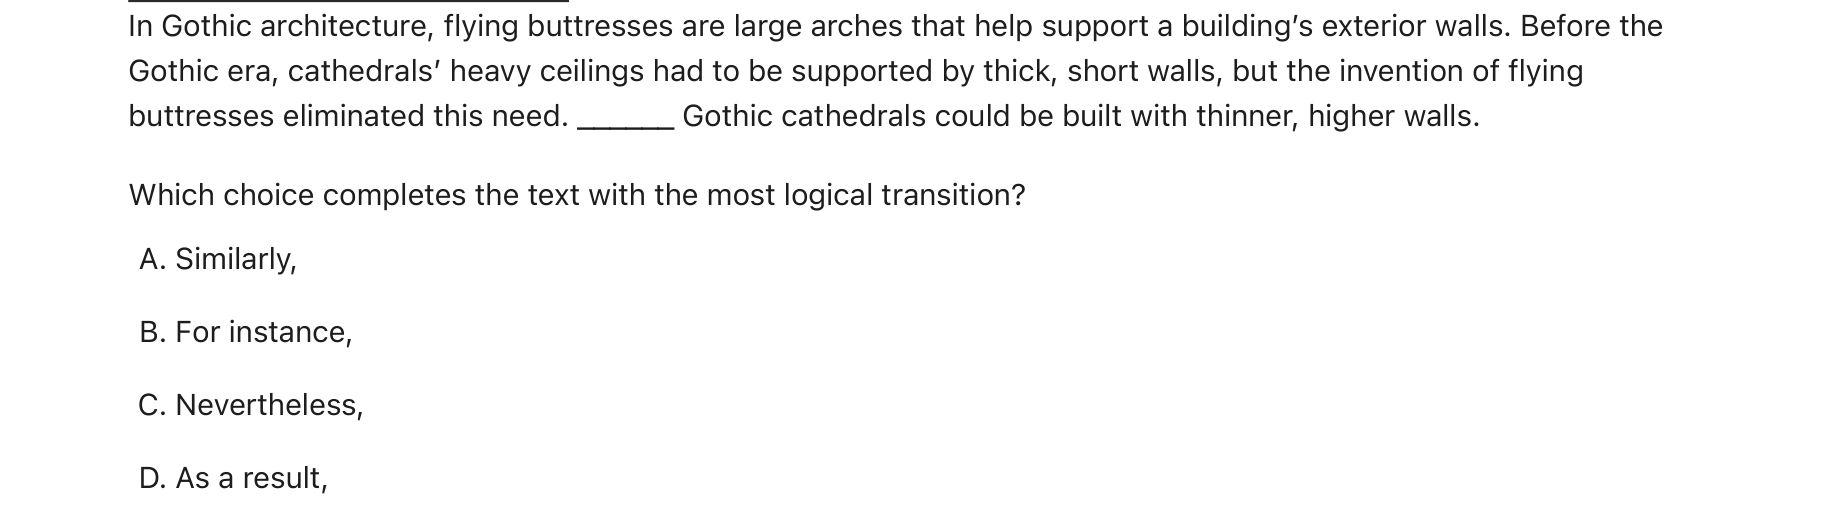 In Gothic architecture, flying buttresses are large arches that help support a building’s exterior walls. Before the
Gothic era, cathedrals’ heavy ceilings had to be supported by thick, short walls, but the invention of flying
buttresses eliminated this need. ______ Gothic cathedrals could be built with thinner, higher walls.
Which choice completes the text with the most logical transition?
A. Similarly,
B. For instance,
C. Nevertheless,
D. As a result,